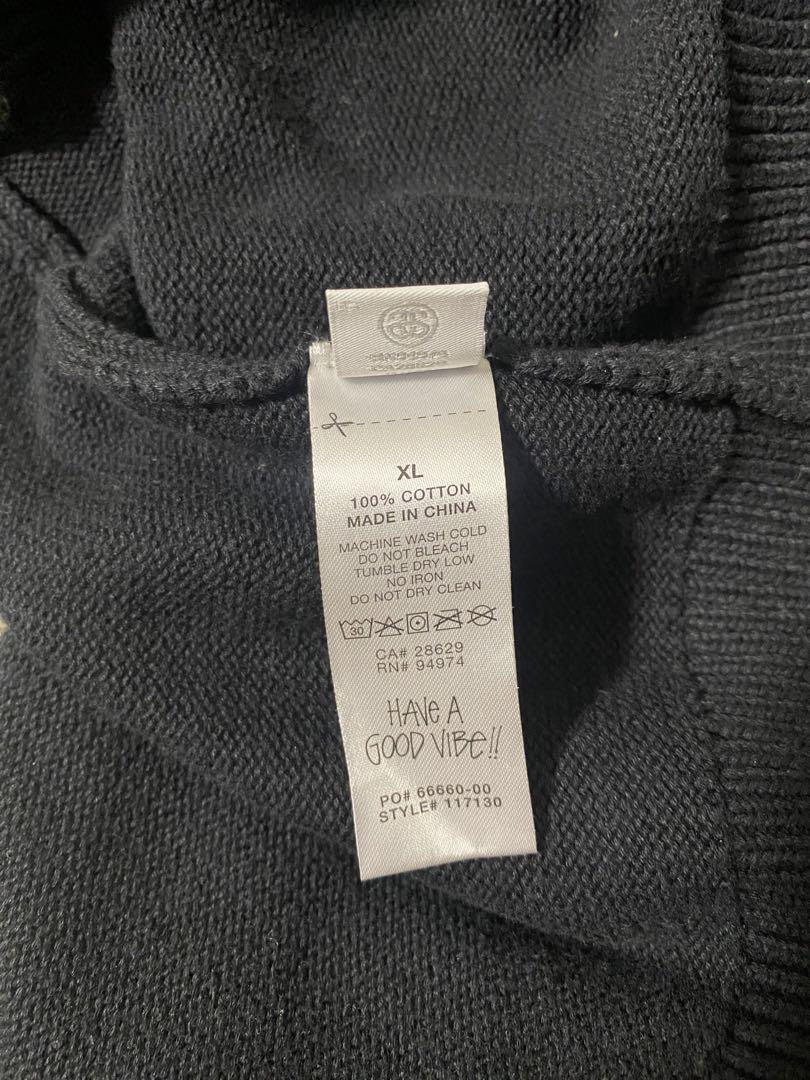 XL
100% COTTON
MADE IN CHINA
MACHINE WASH COLD
DO NOT BLEACH
TUMBLE DRY LOW
NO IRON
DO NOT DRY CLEAN
30
CA# 28629
RN# 94974
HAVE A
GOOD VIBE!!
PO# 66660-00
STYLE# 117130